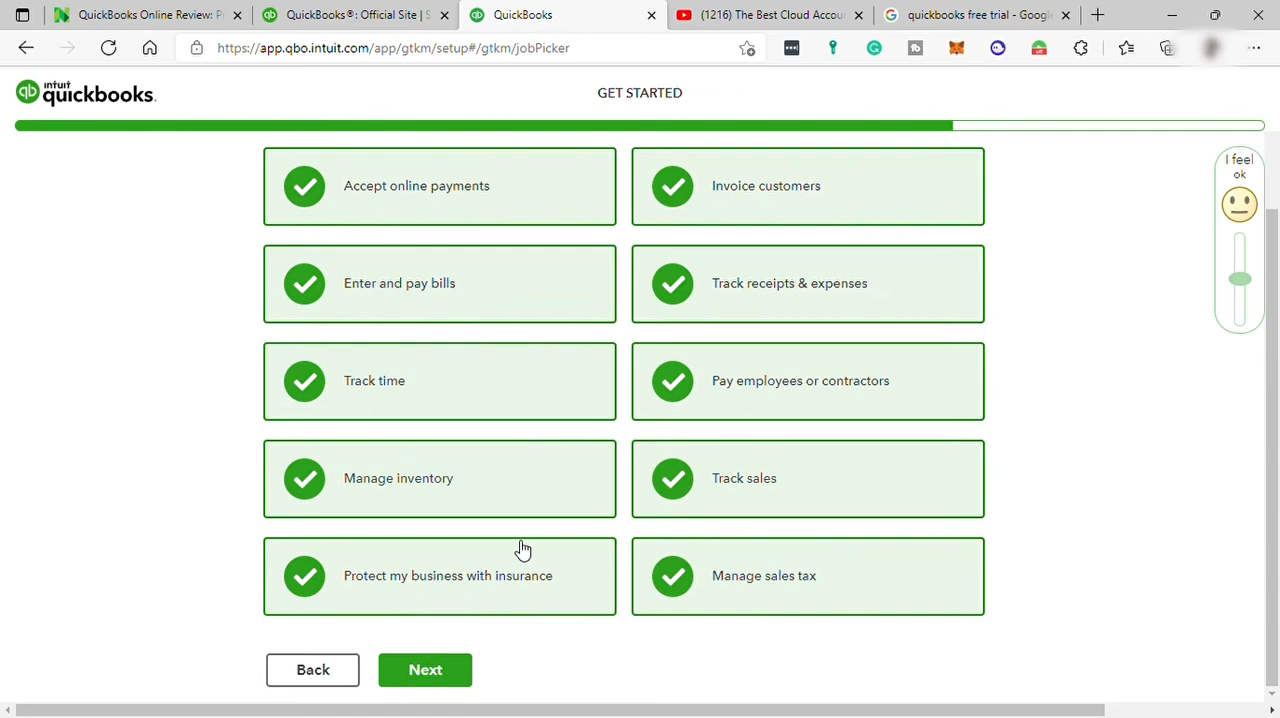 QuickBooks Online Review: P
QuickBooks®: Official Site | S
QuickBooks
(1216) The Best Cloud Accou
quickbooks free trial - Google
https://app.qbo.intuit.com/app/gtkm/setup#/gtkm/jobPicker
intuit
quickbooks.
GET STARTED
I feel
ok
Accept online payments
Invoice customers
Enter and pay bills
Track receipts & expenses
Track time
Pay employees or contractors
Manage inventory
Track sales
Protect my business with insurance
Manage sales tax
Back
Next